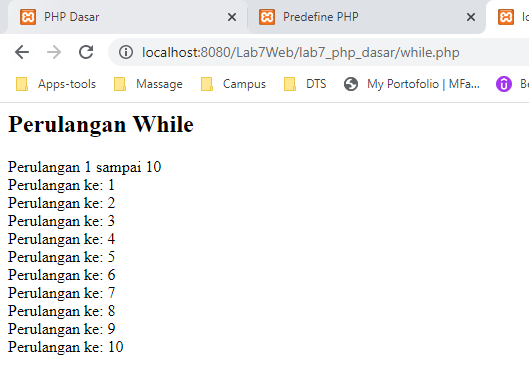 PHP Dasar
Predefine PHP
lo
localhost:8080/Lab7Web/lab7_php_dasar/while.php
Apps-tools
Massage
Campus
DTS
My Portofolio | MFa...
Be
Perulangan While
Perulangan 1 sampai 10
Perulangan ke: 1
Perulangan ke: 2
Perulangan ke: 3
Perulangan ke: 4
Perulangan ke: 5
Perulangan ke: 6
Perulangan ke: 7
Perulangan ke: 8
Perulangan ke: 9
Perulangan ke: 10